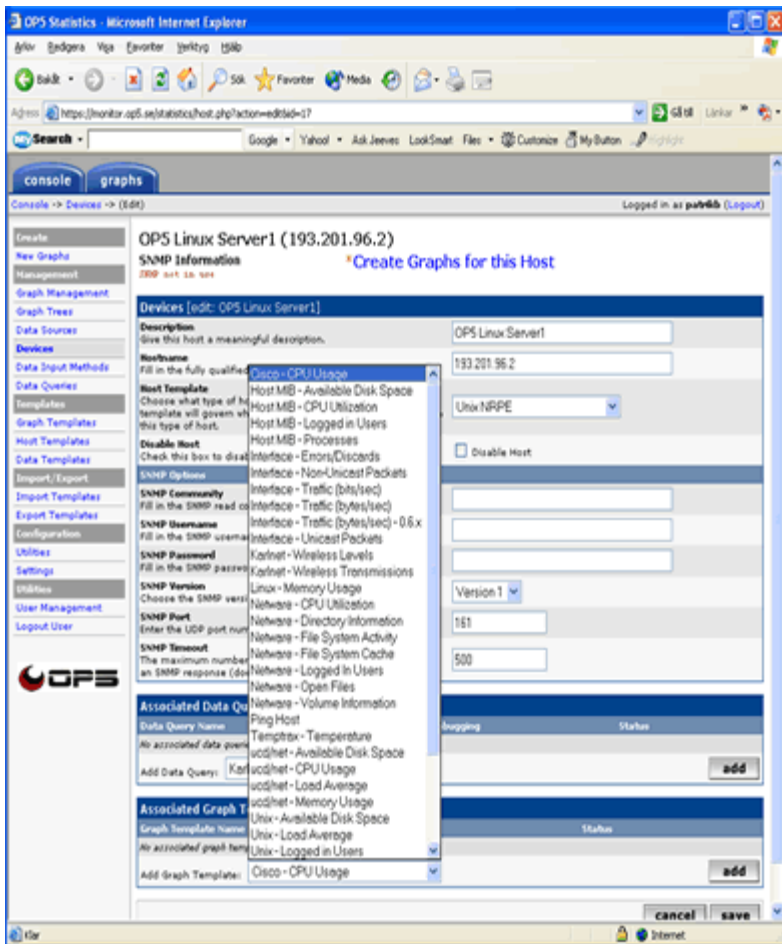 OP5 Statistics - Microsoft Internet Explorer
Arkiv Redigera Visa Favoriter Verktyg Hjälp
Bakåt Sök Favoriter Media
Adress https://monitor.op5.se/statistics/host.php?action=edit&id=17 Gå till Länkar
My Search Google Yahoo! Ask Jeeves LookSmart Files Customize My Button Highlight
console graphs
Console -> Devices -> (Edit) Logged in as (Logout)
Create
New Graphs
Management
Graph Management
Graph Trees
Data Sources
Devices
Data Input Methods
Data Queries
Templates
Graph Templates
Host Templates
Data Templates
Import/Export
Import Templates
Export Templates
Configuration
Utilities
Settings
Utilities
User Management
Logout User
OP5
OP5 Linux Server1 (193.201.96.2)
SNMP Information
SNMP not in use
*Create Graphs for this Host
Devices [edit: OP5 Linux Server1]
Description
Give this host a meaningful description.
OP5 Linux Server1
Hostname
Fill in the fully qualified
193.201.96.2
Host Template
Choose what type of
template will govern
this type of host.
Unix NRPE
Disable Host
Check this box to
Disable Host
SNMP Options
SNMP Community
Fill in the SNMP read
SNMP Username
Fill in the SNMP
SNMP Password
Fill in the SNMP
SNMP Version
Choose the SNMP
Version 1
SNMP Port
Enter the UDP port
161
SNMP Timeout
The maximum number
an SNMP response
500
Cisco - CPU Usage
Host MIB - Available Disk Space
Host MIB - CPU Utilization
Host MIB - Logged in Users
Host MIB - Processes
Interface - Errors/Discards
Interface - Non-Unicast Packets
Interface - Traffic (bits/sec)
Interface - Traffic (bytes/sec)
Interface - Traffic (bytes/sec) - 0.6.x
Interface - Unicast Packets
Karlnet - Wireless Levels
Karlnet - Wireless Transmissions
Linux - Memory Usage
Netware - CPU Utilization
Netware - Directory Information
Netware - File System Activity
Netware - File System Cache
Netware - Logged In Users
Netware - Open Files
Netware - Volume Information
Ping Host
Temptrax - Temperature
ucd/net - Available Disk Space
ucd/net - CPU Usage
ucd/net - Load Average
ucd/net - Memory Usage
Unix - Available Disk Space
Unix - Load Average
Unix - Logged in Users
Associated Data
Data Query Name Status
No associated data
Add Data Query: add
Associated Graph
Graph Template Name Status
No associated graph
Add Graph Template: Cisco - CPU Usage add
cancel save
Klar Internet